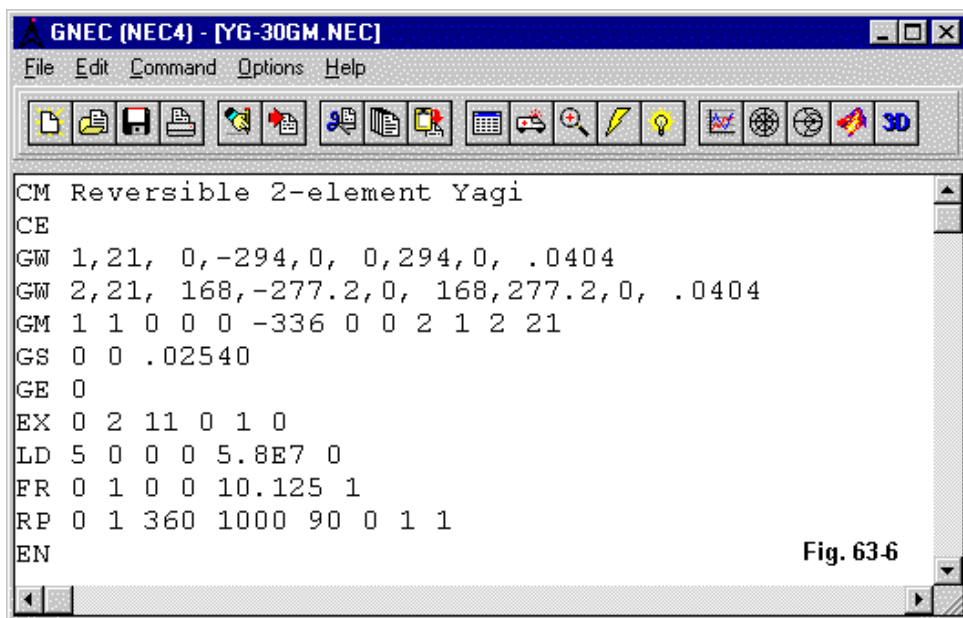 GNEC (NEC4) - [YG-30GM.NEC]
File Edit Command Options Help
3D
CM Reversible 2-element Yagi
CE
GW 1,21, 0,-294,0, 0,294,0, .0404
GW 2,21, 168,-277.2,0, 168,277.2,0, .0404
GM 1 1 0 0 0 -336 0 0 2 1 2 21
GS 0 0 .02540
GE 0
EX 0 2 11 0 1 0
LD 5 0 0 0 5.8E7 0
FR 0 1 0 0 10.125 1
RP 0 1 360 1000 90 0 1 1
EN
Fig. 63-6